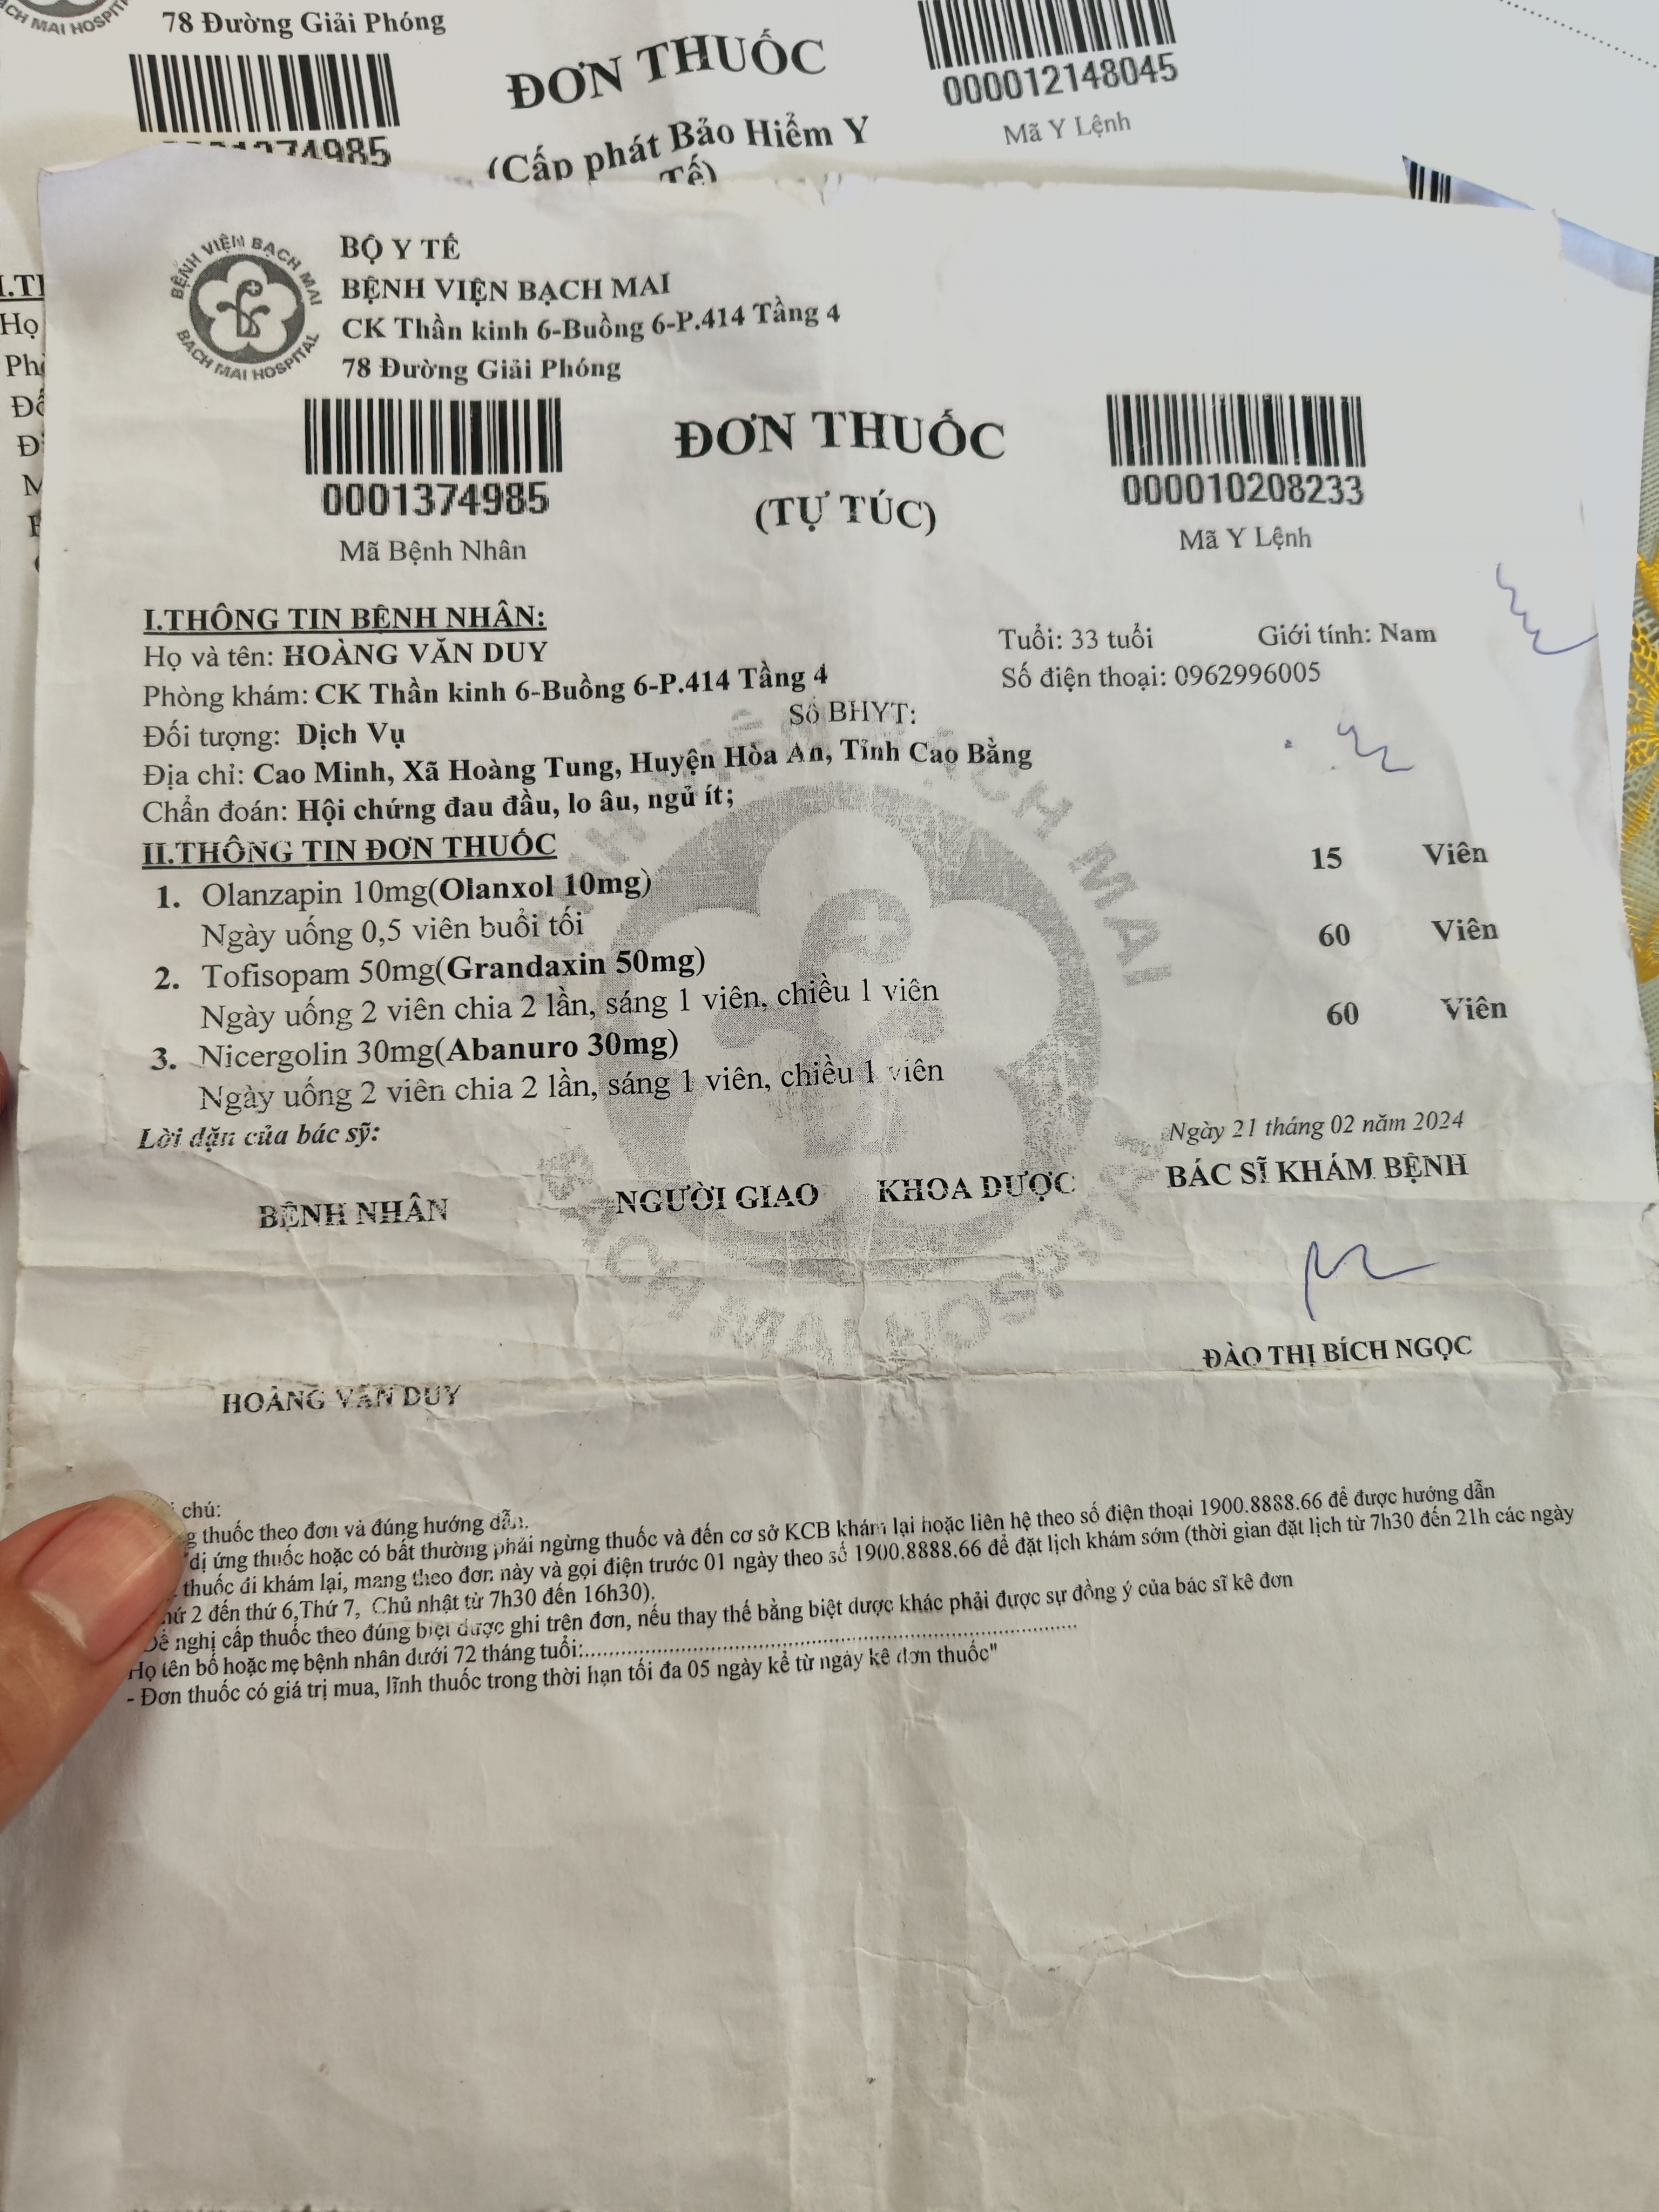 78 Đường Giải Phóng
ĐƠN THUỐC
000012148045
(Cấp phát Bảo Hiểm Y
Tế)
Mã Y Lệnh
BỆNH VIỆN BẠCH MAI
BACH MAI HOSPITAL
BỘ Y TẾ
BỆNH VIỆN BẠCH MAI
CK Thần kinh 6-Buồng 6-P.414 Tầng 4
78 Đường Giải Phóng
0001374985
Mã Bệnh Nhân
ĐƠN THUỐC
(TỰ TÚC)
000010208233
Mã Y Lệnh
I.THÔNG TIN BỆNH NHÂN:
Họ và tên: HOÀNG VĂN DUY Tuổi: 33 tuổi Giới tính: Nam
Phòng khám: CK Thần kinh 6-Buồng 6-P.414 Tầng 4 Số điện thoại: 0962996005
Đối tượng: Dịch Vụ Số BHYT:
Địa chỉ: Cao Minh, Xã Hoàng Tung, Huyện Hòa An, Tỉnh Cao Bằng
Chẩn đoán: Hội chứng đau đầu, lo âu, ngủ ít;
II.THÔNG TIN ĐƠN THUỐC
1. Olanzapin 10mg(Olanxol 10mg) 15 Viên
Ngày uống 0,5 viên buổi tối
2. Tofisopam 50mg(Grandaxin 50mg) 60 Viên
Ngày uống 2 viên chia 2 lần, sáng 1 viên, chiều 1 viên
3. Nicergolin 30mg(Abanuro 30mg) 60 Viên
Ngày uống 2 viên chia 2 lần, sáng 1 viên, chiều 1 viên
Lời dặn của bác sỹ:
Ngày 21 tháng 02 năm 2024
BỆNH NHÂN NGƯỜI GIAO KHOA DƯỢC BÁC SĨ KHÁM BỆNH
ĐÀO THỊ BÍCH NGỌC
HOÀNG VĂN DUY
chú:
thuốc theo đơn và đúng hướng dẫn.
dị ứng thuốc hoặc có bất thường phải ngừng thuốc và đến cơ sở KCB khám lại hoặc liên hệ theo số điện thoại 1900.8888.66 để được hướng dẫn
thuốc đi khám lại, mang theo đơn này và gọi điện trước 01 ngày theo số 1900.8888.66 để đặt lịch khám sớm (thời gian đặt lịch từ 7h30 đến 21h các ngày
thứ 2 đến thứ 6,Thứ 7, Chủ nhật từ 7h30 đến 16h30).
Đề nghị cấp thuốc theo đúng biệt dược ghi trên đơn, nếu thay thế bằng biệt dược khác phải được sự đồng ý của bác sĩ kê đơn
Họ tên bố hoặc mẹ bệnh nhân dưới 72 tháng tuổi:..............................
- Đơn thuốc có giá trị mua, lĩnh thuốc trong thời hạn tối đa 05 ngày kể từ ngày kê đơn thuốc"